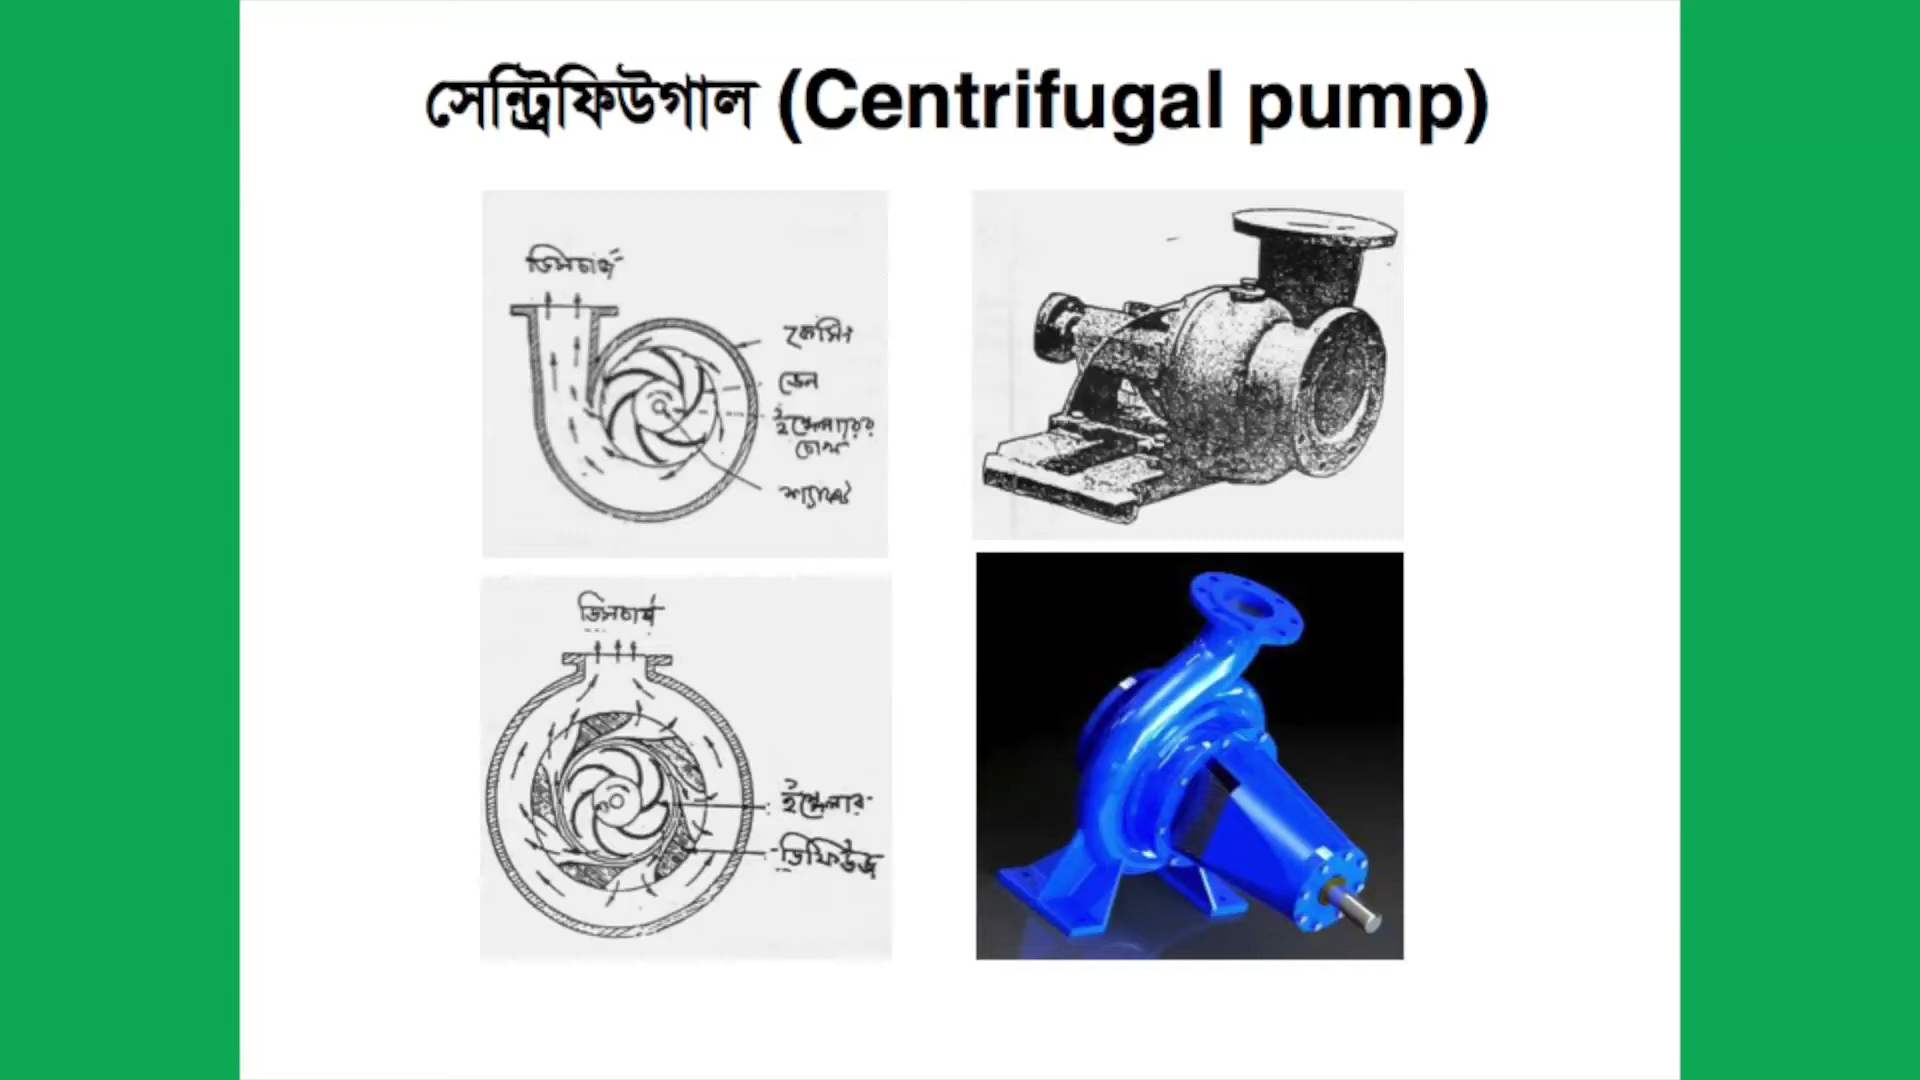 সেন্ট্রিফিউগাল (Centrifugal pump)
ডিসচার্জ
কেসিং
ভেন
ইম্পেলারের
চোখ
শ্যাফট
ডিসচার্জ
ইম্পেলার
ডিফিউজ